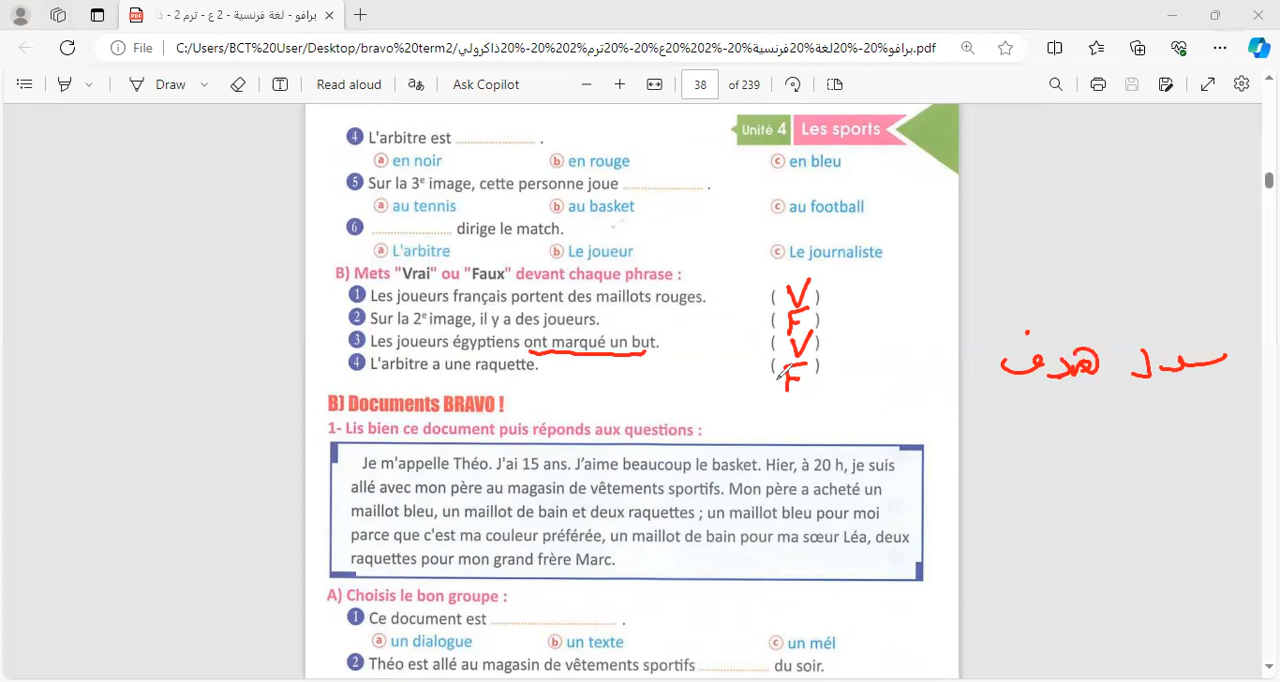 برافو - لغة فرنسية - 2 ع - ترم 2 - ذا
File C:/Users/BCT%20User/Desktop/bravo%20term2/برافو%20-%20لغة%20فرنسية%20-%202%20ع%20-%20ترم%202%20-%20ذاكرولي.pdf
Draw Read aloud aあ Ask Copilot 38 of 239
Unité 4 Les sports
4 L'arbitre est .................... .
a en noir b en rouge c en bleu
5 Sur la 3e image, cette personne joue .................... .
a au tennis b au basket c au football
6 .................... dirige le match.
a L'arbitre b Le joueur c Le journaliste
B) Mets "Vrai" ou "Faux" devant chaque phrase :
1 Les joueurs français portent des maillots rouges. ( V )
2 Sur la 2e image, il y a des joueurs. ( F )
3 Les joueurs égyptiens ont marqué un but. ( V )
سجل هدف
4 L'arbitre a une raquette. ( F )
B) Documents BRAVO !
1- Lis bien ce document puis réponds aux questions :
Je m'appelle Théo. J'ai 15 ans. J'aime beaucoup le basket. Hier, à 20 h, je suis
allé avec mon père au magasin de vêtements sportifs. Mon père a acheté un
maillot bleu, un maillot de bain et deux raquettes ; un maillot bleu pour moi
parce que c'est ma couleur préférée, un maillot de bain pour ma sœur Léa, deux
raquettes pour mon grand frère Marc.
A) Choisis le bon groupe :
1 Ce document est .............................. .
a un dialogue b un texte c un mél
2 Théo est allé au magasin de vêtements sportifs .................... du soir.